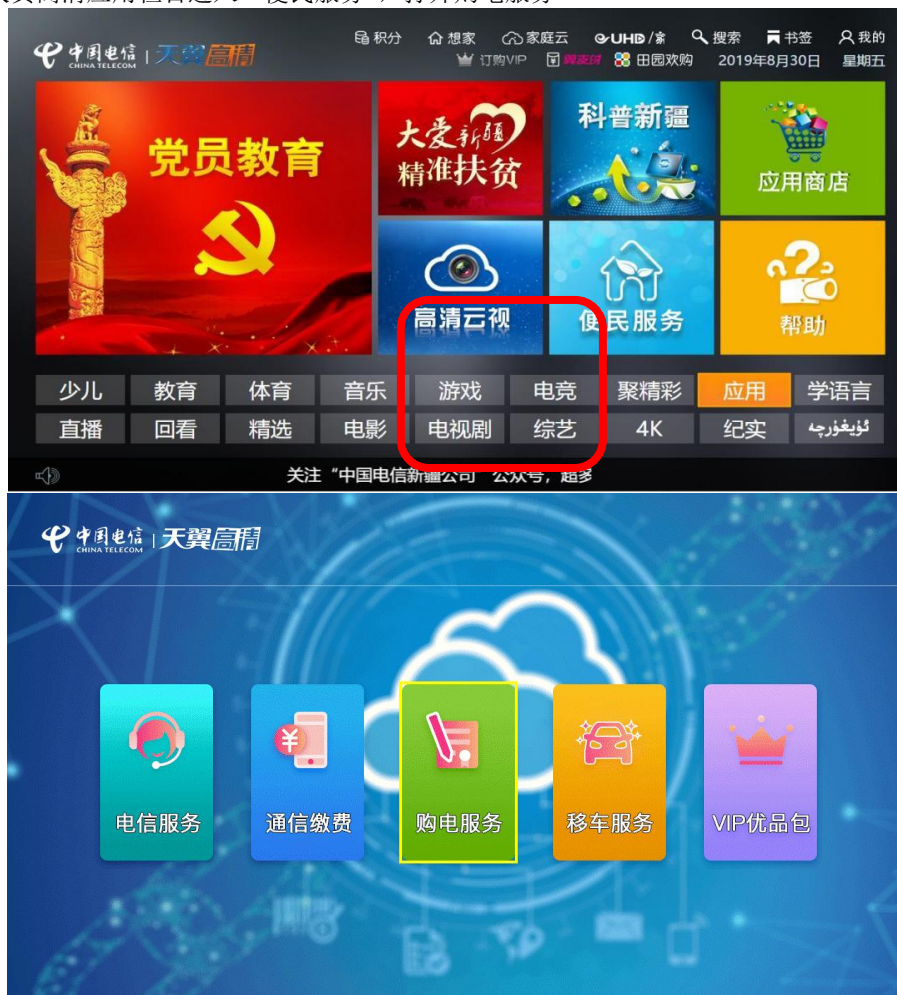 中国电信 CHINA TELECOM | 天翼高清
积分 想家 家庭云 UHD/富 搜索 书签 我的
订购VIP 翼支付 田园欢购 2019年8月30日 星期五
党员教育
大爱新疆
精准扶贫
科普新疆
应用商店
高清云视
便民服务
帮助
少儿 教育 体育 音乐 游戏 电竞 聚精彩 应用 学语言
直播 回看 精选 电影 电视剧 综艺 4K 纪实 ئۇيغۇرچە
关注“中国电信新疆公司 公众号，超多
中国电信 CHINA TELECOM | 天翼高清
电信服务 通信缴费 购电服务 移车服务 VIP优品包